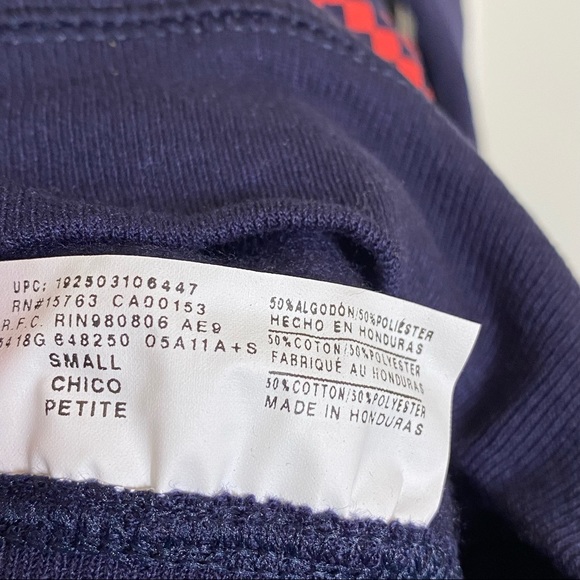 UPC: 192503106447
RN#15763 CA00153
R.F.C. RIN980806 AE9
5418G 648250 05A11A+S
SMALL
CHICO
PETITE
50%ALGODÓN/50%POLIÉSTER
HECHO EN HONDURAS
50%COTON/50%POLYESTER
FABRIQUÉ AU HONDURAS
50%COTTON/50%POLYESTER
MADE IN HONDURAS